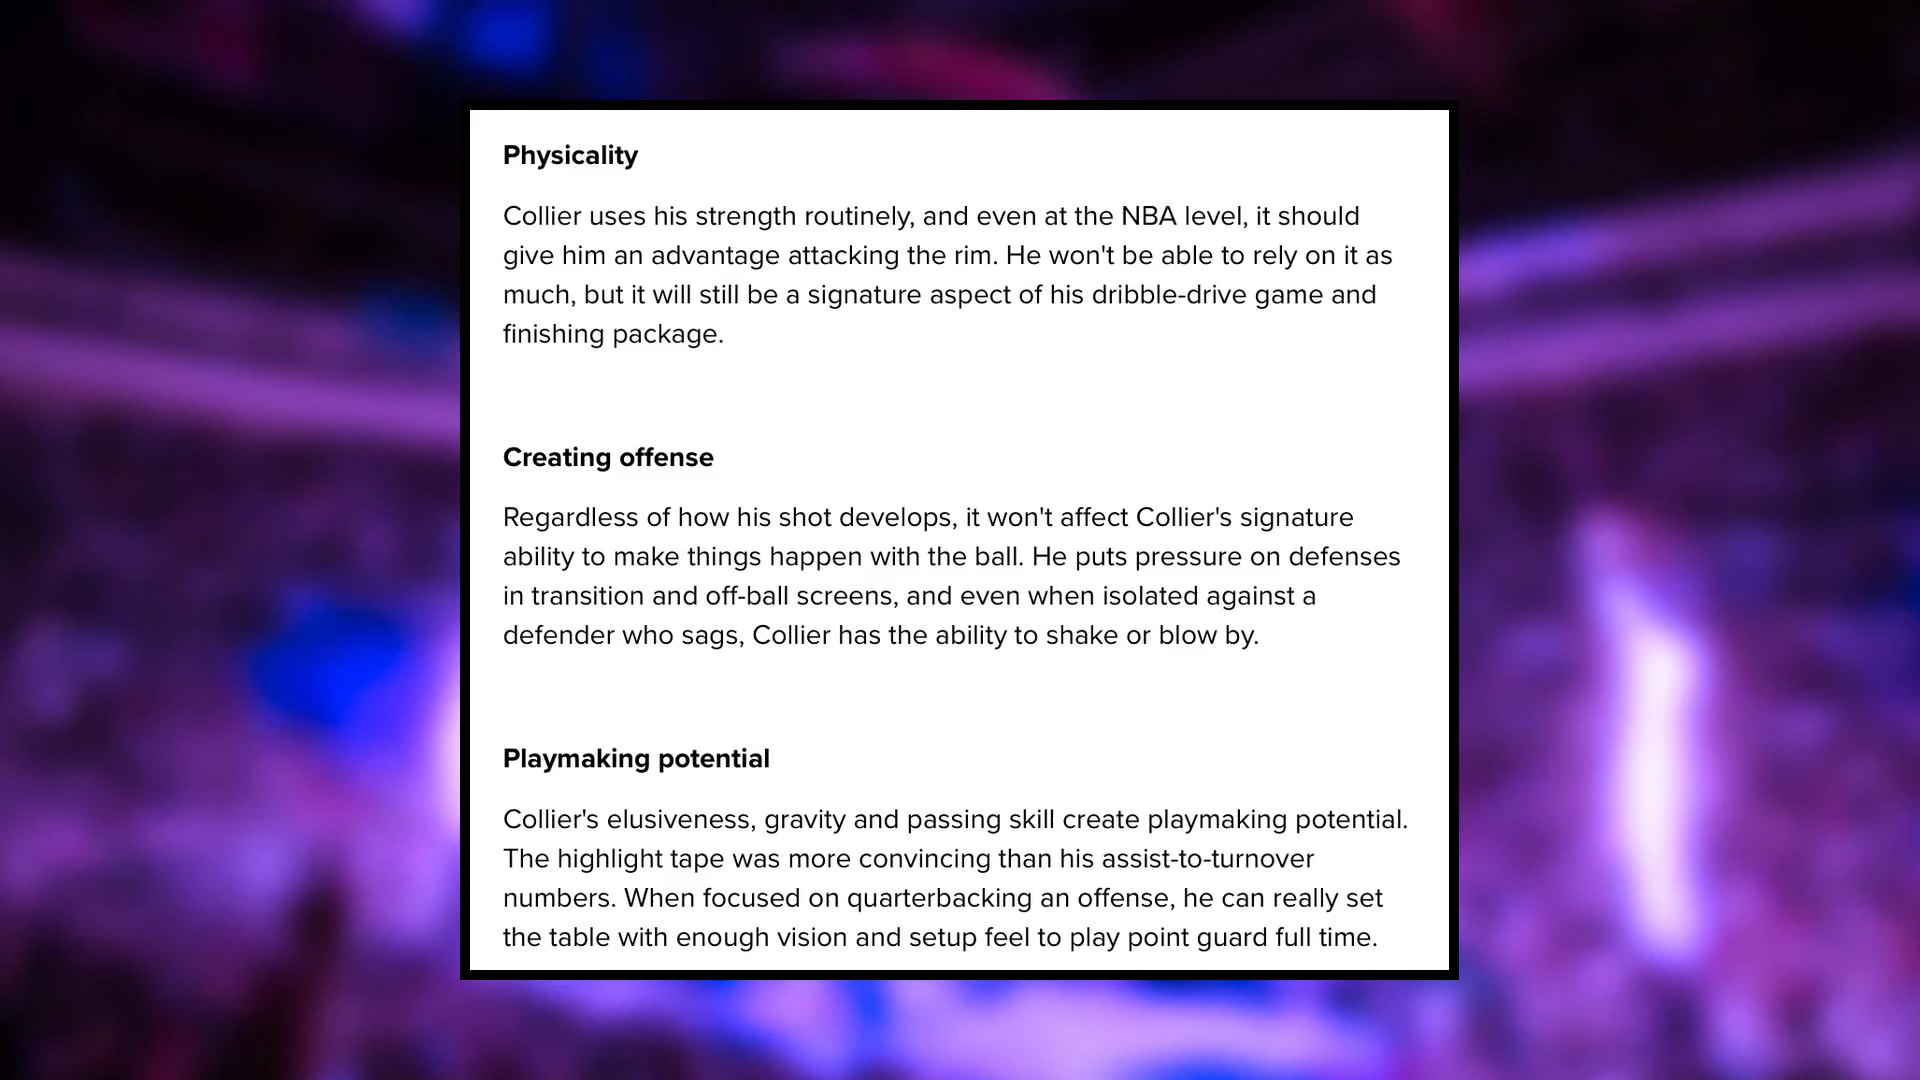 Physicality
Collier uses his strength routinely, and even at the NBA level, it should
give him an advantage attacking the rim. He won't be able to rely on it as
much, but it will still be a signature aspect of his dribble-drive game and
finishing package.
Creating offense
Regardless of how his shot develops, it won't affect Collier's signature
ability to make things happen with the ball. He puts pressure on defenses
in transition and off-ball screens, and even when isolated against a
defender who sags, Collier has the ability to shake or blow by.
Playmaking potential
Collier's elusiveness, gravity and passing skill create playmaking potential.
The highlight tape was more convincing than his assist-to-turnover
numbers. When focused on quarterbacking an offense, he can really set
the table with enough vision and setup feel to play point guard full time.